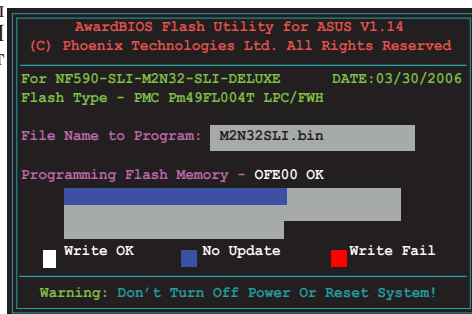 AwardBIOS Flash Utility for ASUS V1.14
(C) Phoenix Technologies Ltd. All Rights Reserved
For NF590-SLI-M2N32-SLI-DELUXE DATE:03/30/2006
Flash Type - PMC Pm49FL004T LPC/FWH
File Name to Program: M2N32SLI.bin
Programming Flash Memory - OFE00 OK
Write OK No Update Write Fail
Warning: Don't Turn Off Power Or Reset System!